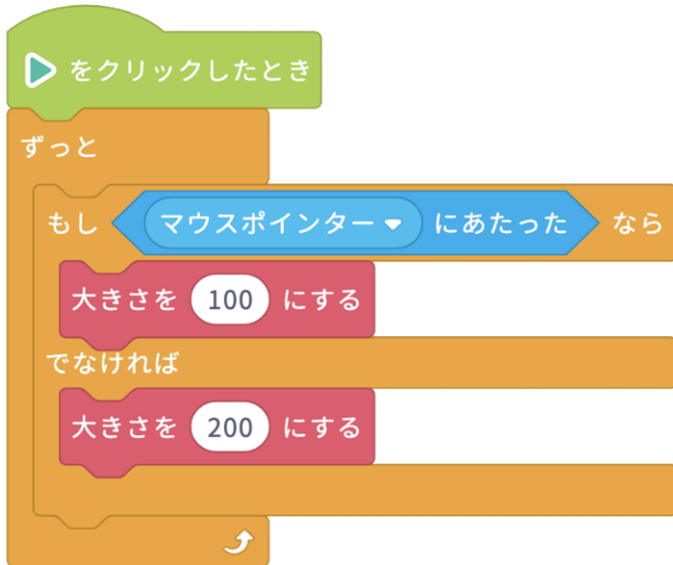 をクリックしたとき
ずっと
もし マウスポインター にあたった なら
大きさを 100 にする
でなければ
大きさを 200 にする